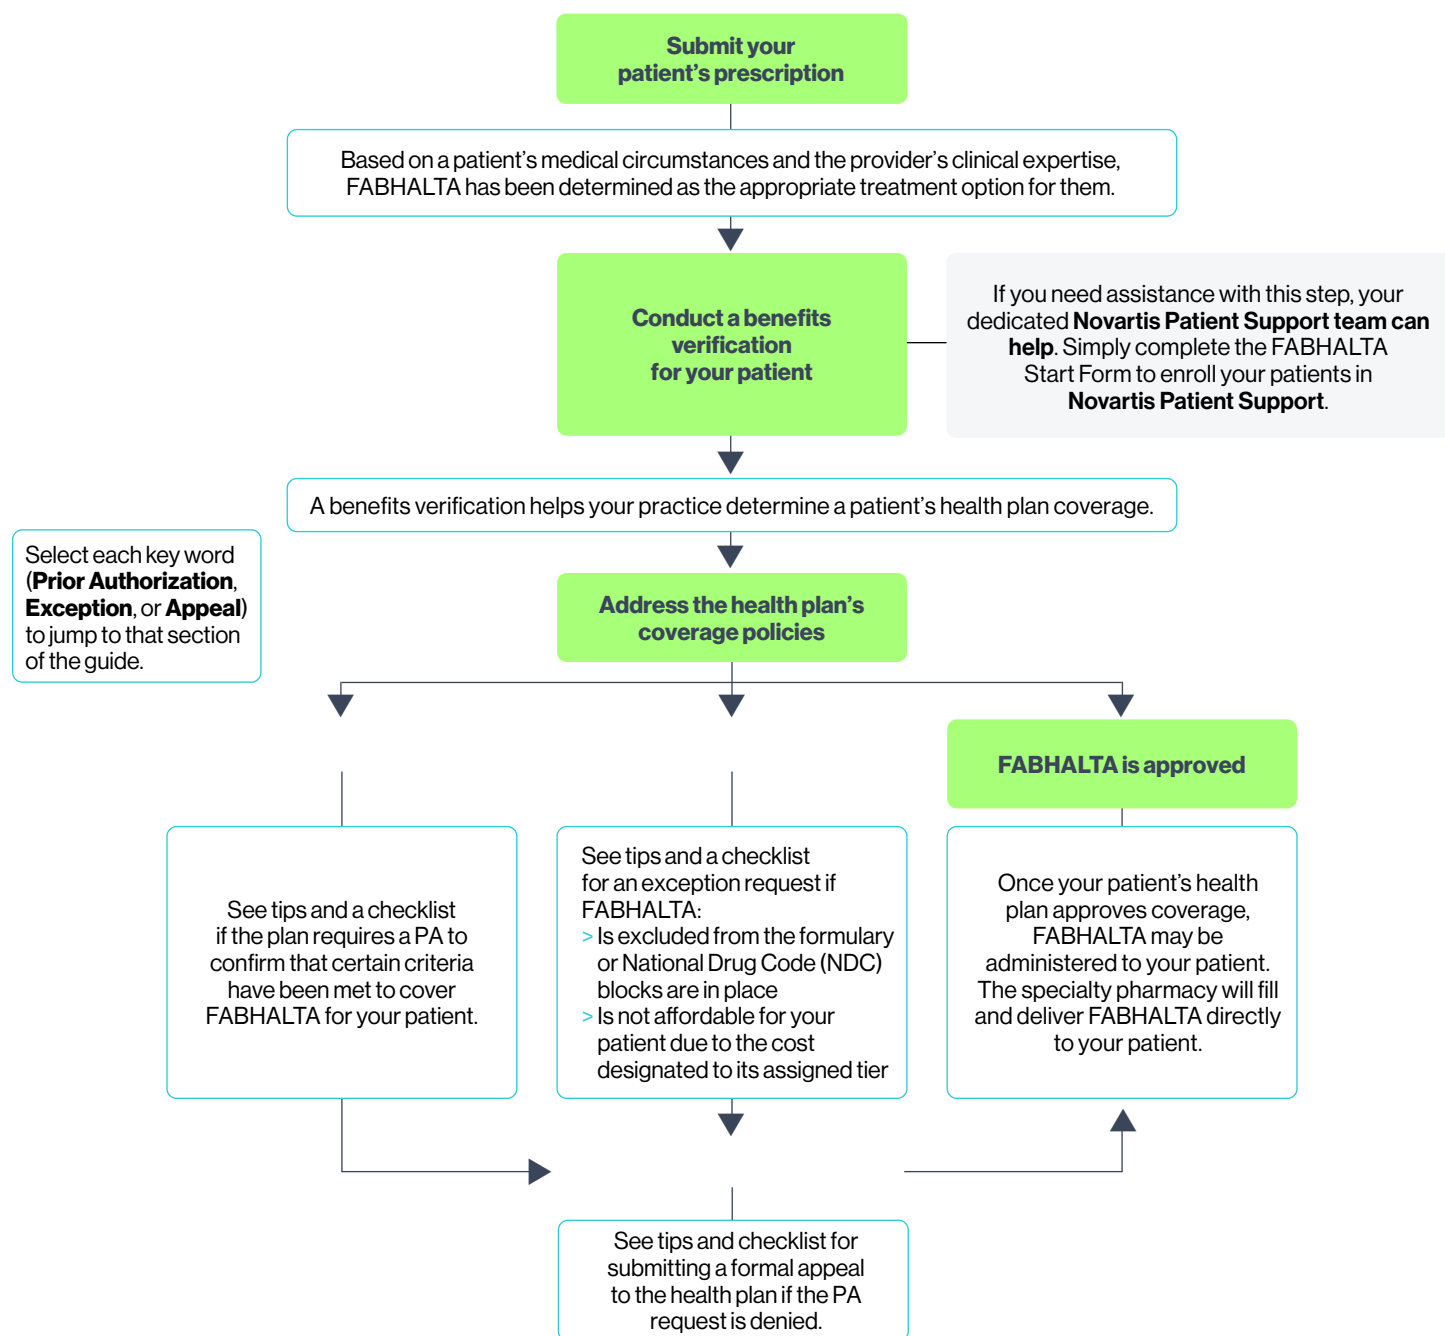 Submit your
patient’s prescription
Based on a patient’s medical circumstances and the provider’s clinical expertise,
FABHALTA has been determined as the appropriate treatment option for them.
Conduct a benefits
verification
for your patient
If you need assistance with this step, your
dedicated Novartis Patient Support team can
help. Simply complete the FABHALTA
Start Form to enroll your patients in
Novartis Patient Support.
A benefits verification helps your practice determine a patient’s health plan coverage.
Select each key word
(Prior Authorization,
Exception, or Appeal)
to jump to that section
of the guide.
Address the health plan’s
coverage policies
See tips and a checklist
if the plan requires a PA to
confirm that certain criteria
have been met to cover
FABHALTA for your patient.
See tips and a checklist
for an exception request if
FABHALTA:
> Is excluded from the formulary
or National Drug Code (NDC)
blocks are in place
> Is not affordable for your
patient due to the cost
designated to its assigned tier
FABHALTA is approved
Once your patient’s health
plan approves coverage,
FABHALTA may be
administered to your patient.
The specialty pharmacy will fill
and deliver FABHALTA directly
to your patient.
See tips and checklist for
submitting a formal appeal
to the health plan if the PA
request is denied.